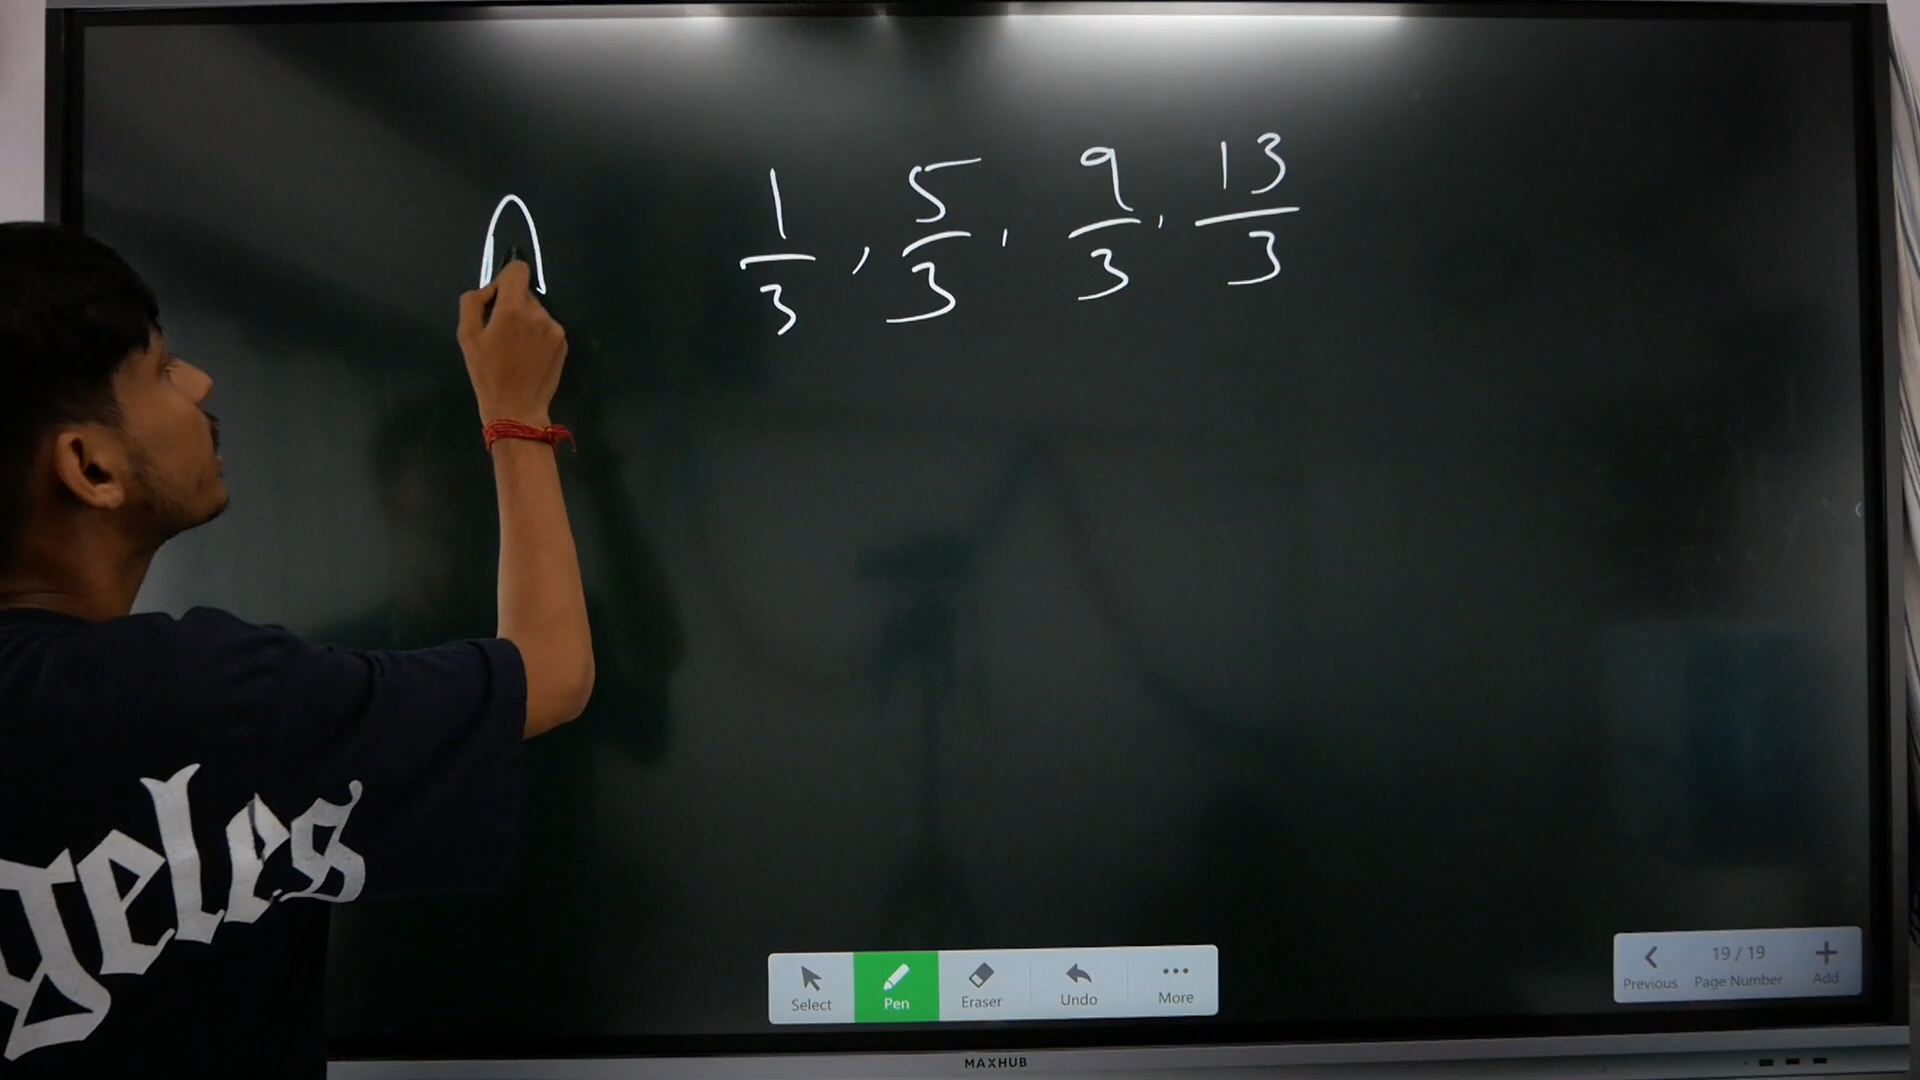 1/3, 5/3, 9/3, 13/3
geles
Select Pen Eraser Undo More
19 / 19
Previous Page Number Add
MAXHUB